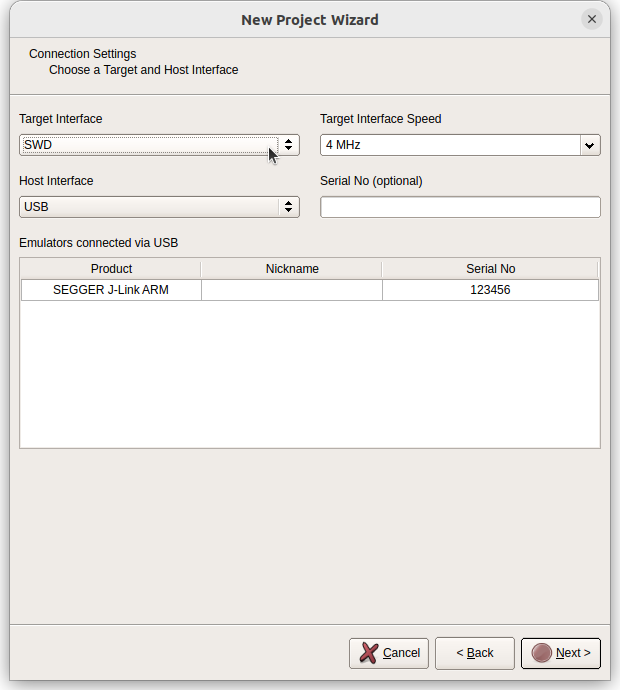 New Project Wizard
Connection Settings
Choose a Target and Host Interface
Target Interface
Target Interface Speed
SWD
4 MHz
Host Interface
Serial No (optional)
USB
Emulators connected via USB
Product Nickname Serial No
SEGGER J-Link ARM 123456
Cancel < Back Next >